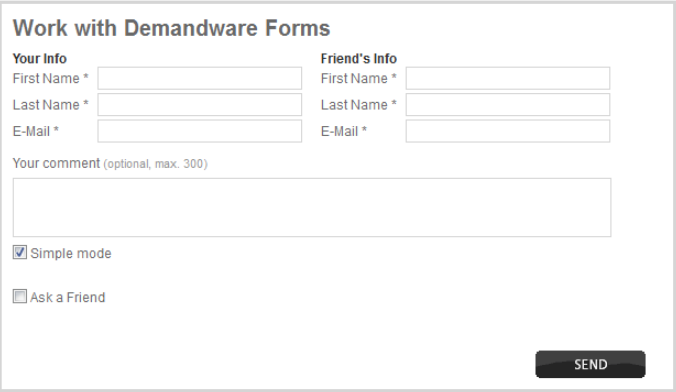 Work with Demandware Forms
Your Info
First Name *
Last Name *
E-Mail *
Friend's Info
First Name *
Last Name *
E-Mail *
Your comment (optional, max. 300)
Simple mode
Ask a Friend
SEND